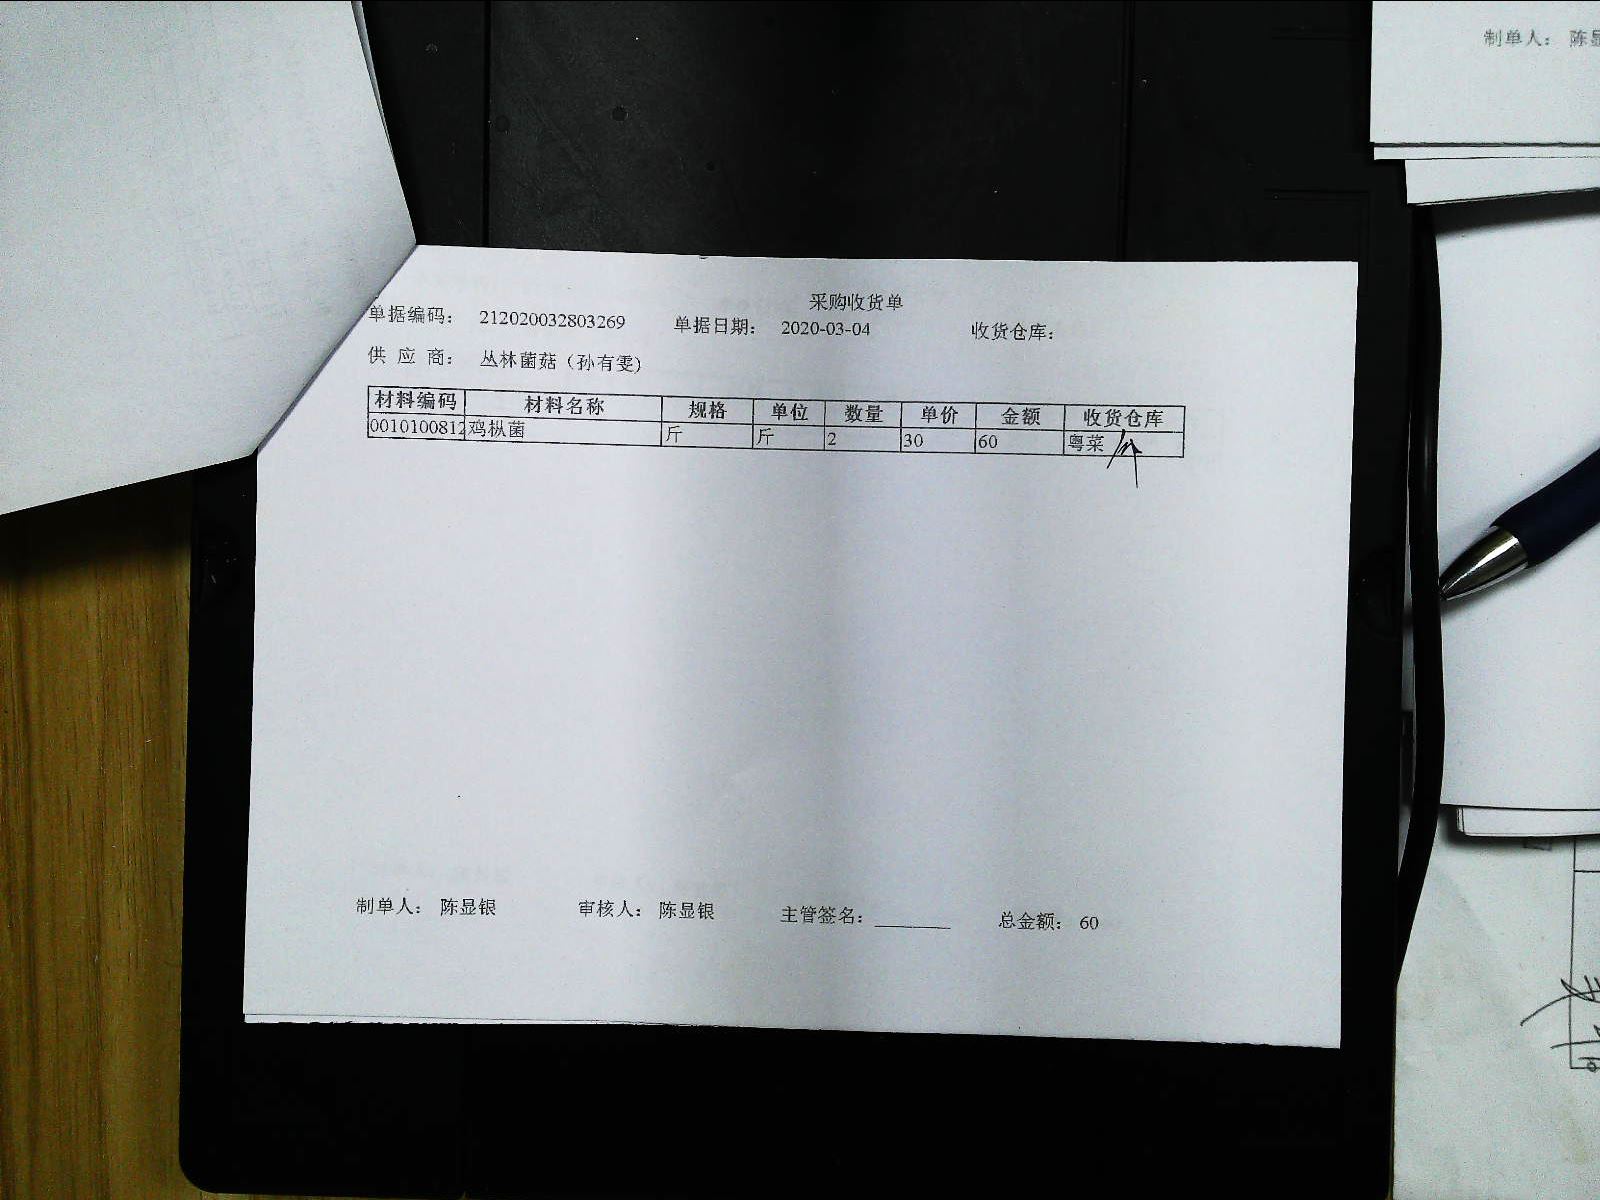 制单人： 陈显
采购收货单
单据编码： 212020032803269 单据日期： 2020-03-04 收货仓库：
供 应 商： 丛林菌菇（孙有雯）
材料编码 材料名称 规格 单位 数量 单价 金额 收货仓库
0010100812 鸡枞菌 斤 斤 2 30 60 粤菜
制单人： 陈显银 审核人： 陈显银 主管签名：________ 总金额： 60